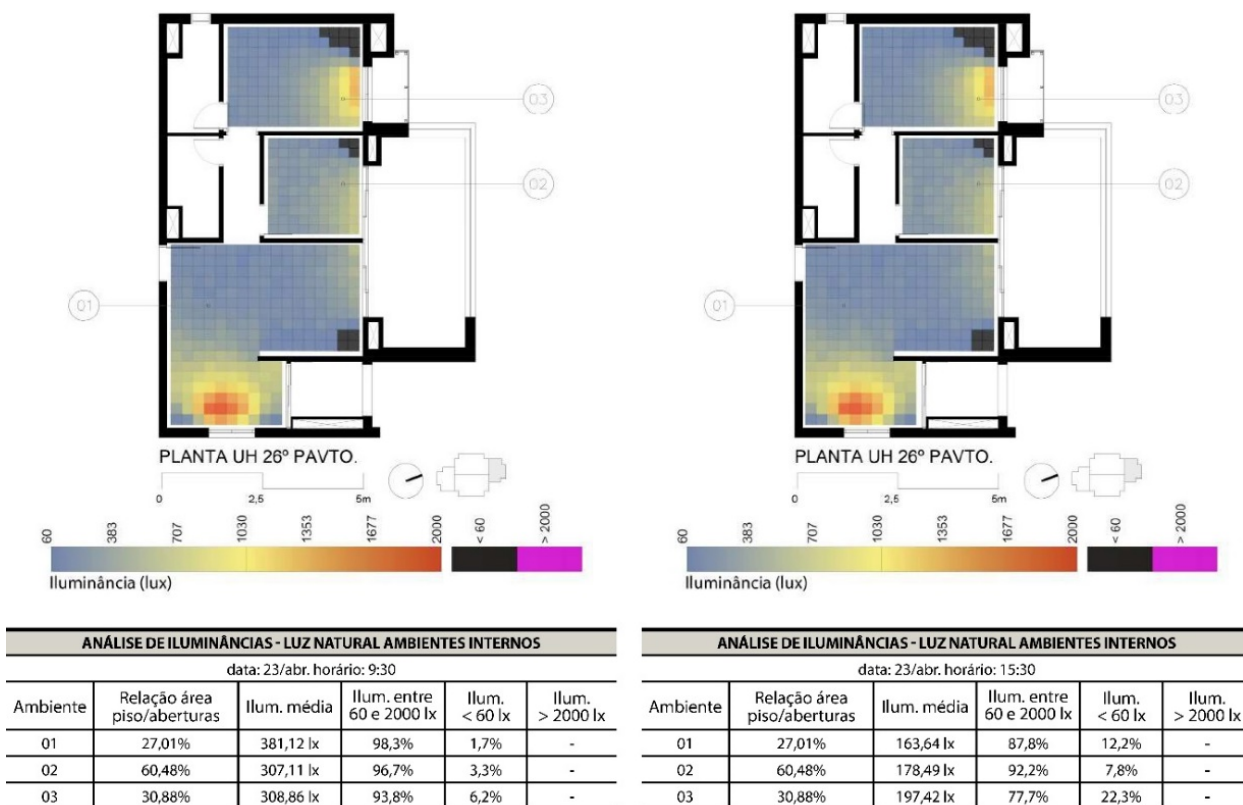 03
02
01
PLANTA UH 26º PAVTO.
0 2,5 5m
60 383 707 1030 1353 1677 2000 < 60 > 2000
Iluminância (lux)
ANÁLISE DE ILUMINÂNCIAS - LUZ NATURAL AMBIENTES INTERNOS
data: 23/abr. horário: 9:30
Ambiente Relação área piso/aberturas Ilum. média Ilum. entre 60 e 2000 lx Ilum. < 60 lx Ilum. > 2000 lx
01 27,01% 381,12 lx 98,3% 1,7% -
02 60,48% 307,11 lx 96,7% 3,3% -
03 30,88% 308,86 lx 93,8% 6,2% -
03
02
01
PLANTA UH 26º PAVTO.
0 2,5 5m
60 383 707 1030 1353 1677 2000 < 60 > 2000
Iluminância (lux)
ANÁLISE DE ILUMINÂNCIAS - LUZ NATURAL AMBIENTES INTERNOS
data: 23/abr. horário: 15:30
Ambiente Relação área piso/aberturas Ilum. média Ilum. entre 60 e 2000 lx Ilum. < 60 lx Ilum. > 2000 lx
01 27,01% 163,64 lx 87,8% 12,2% -
02 60,48% 178,49 lx 92,2% 7,8% -
03 30,88% 197,42 lx 77,7% 22,3% -